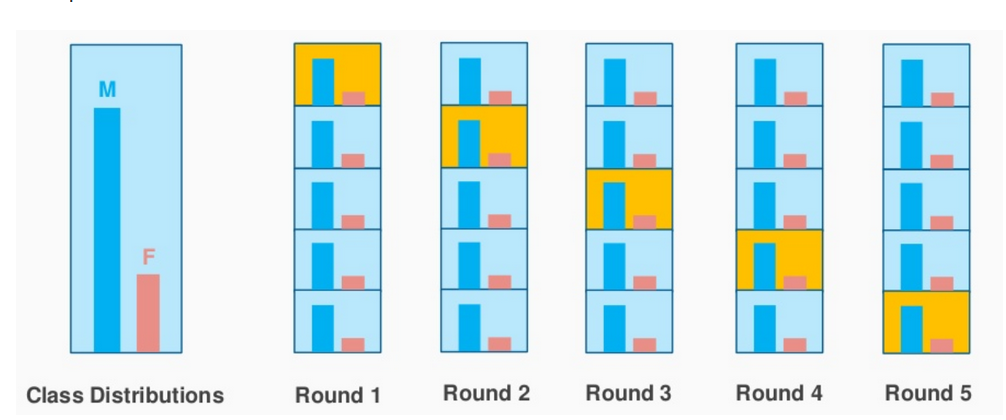 M
F
Class Distributions
Round 1
Round 2
Round 3
Round 4
Round 5